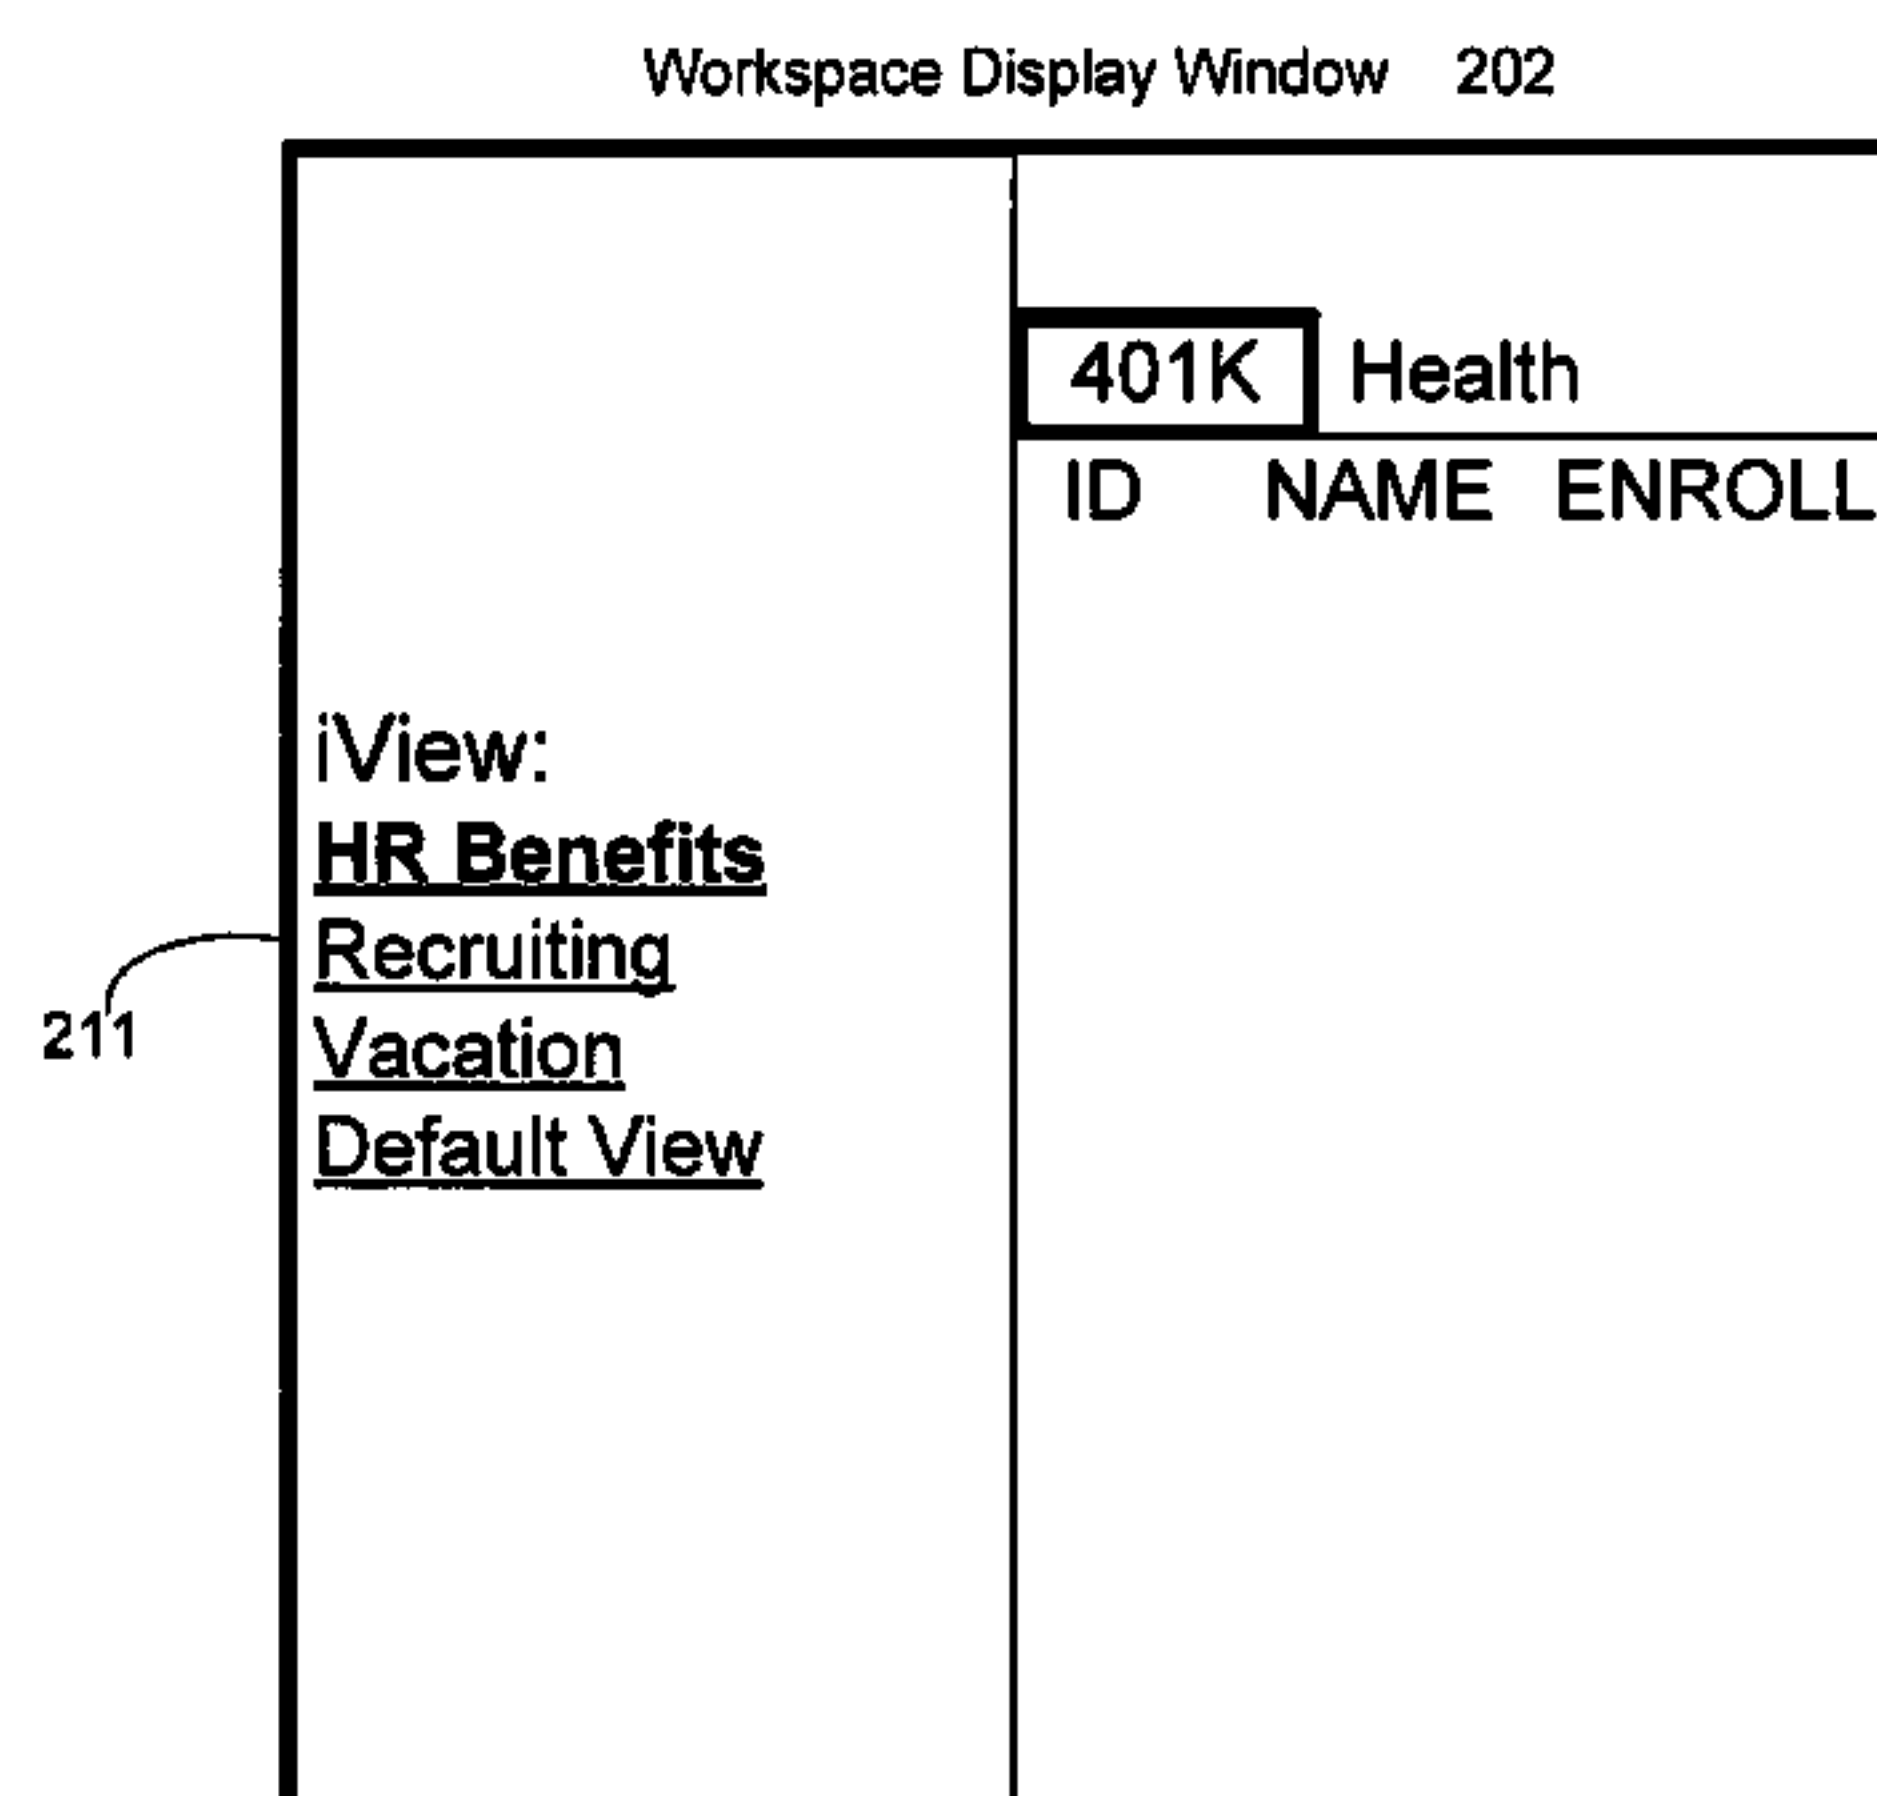 Workspace Display Window 202
401K Health
ID NAME ENROLL
iView:
HR Benefits
Recruiting
211
Vacation
Default View